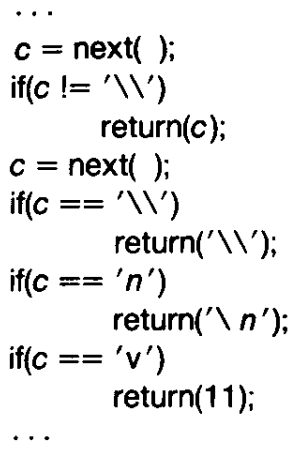 ...
c = next( );
if(c != '\\')
return(c);
c = next( );
if(c == '\\')
return('\\');
if(c == 'n')
return('\ n');
if(c == 'v')
return(11);
...